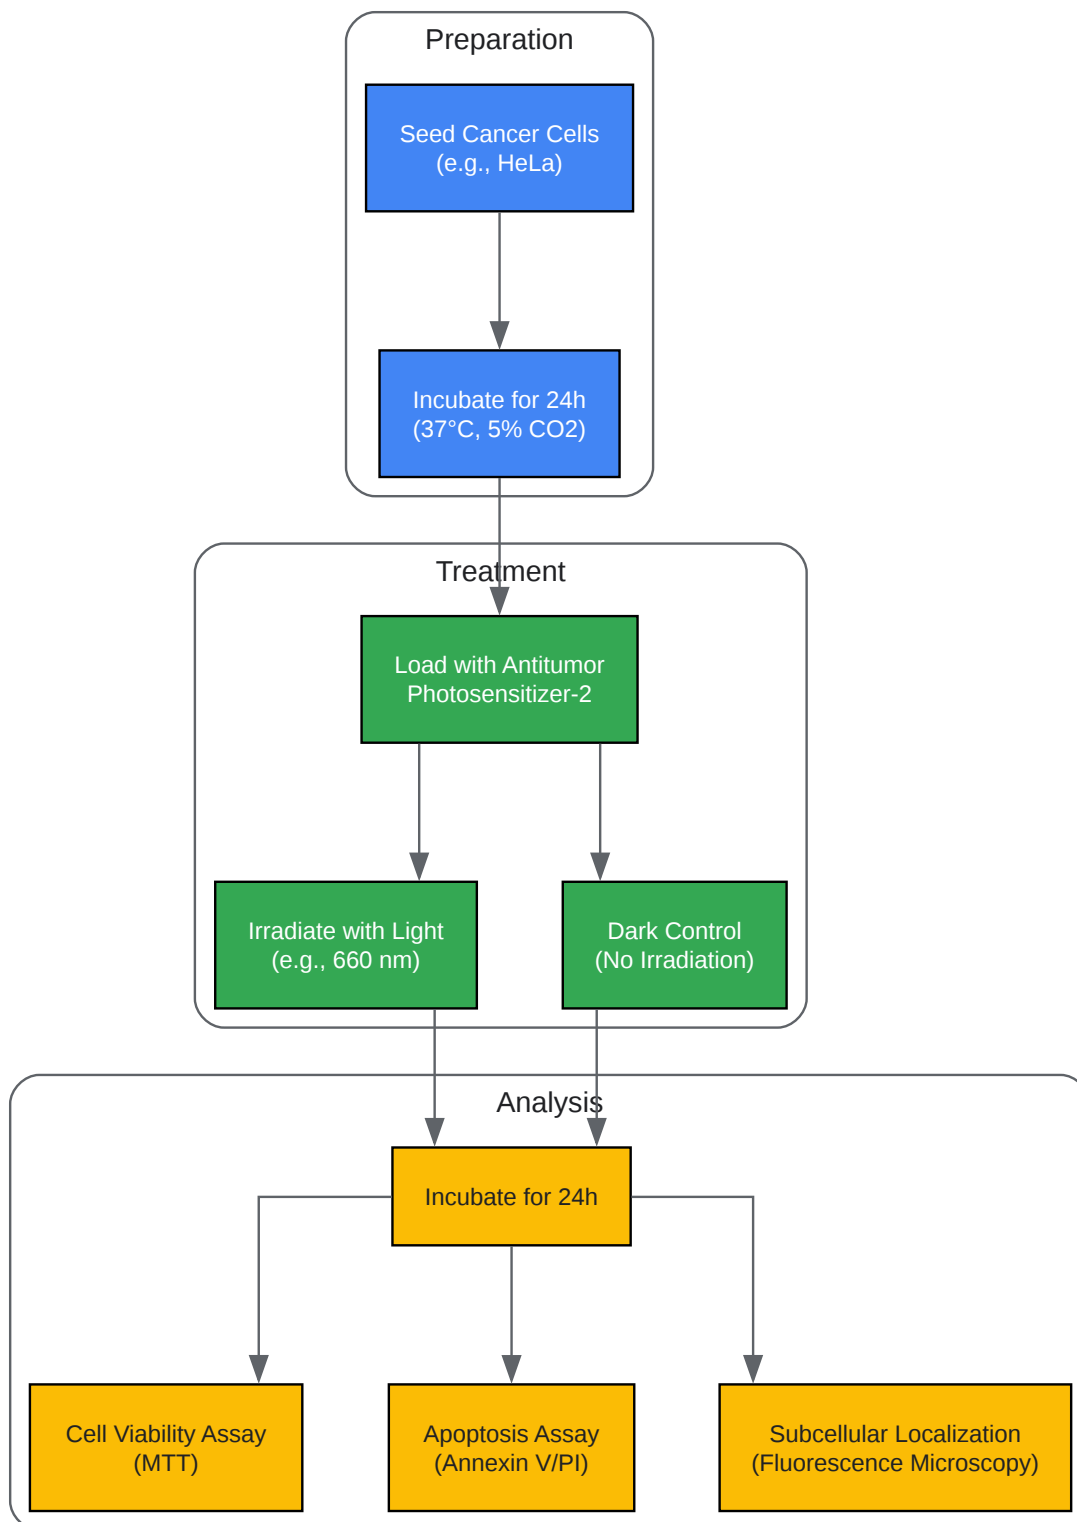 Preparation
Seed Cancer Cells
(e.g., HeLa)
Incubate for 24h
(37°C, 5% CO2)
Treatment
Load with Antitumor
Photosensitizer-2
Irradiate with Light
(e.g., 660 nm)
Dark Control
(No Irradiation)
Analysis
Incubate for 24h
Cell Viability Assay
(MTT)
Apoptosis Assay
(Annexin V/PI)
Subcellular Localization
(Fluorescence Microscopy)